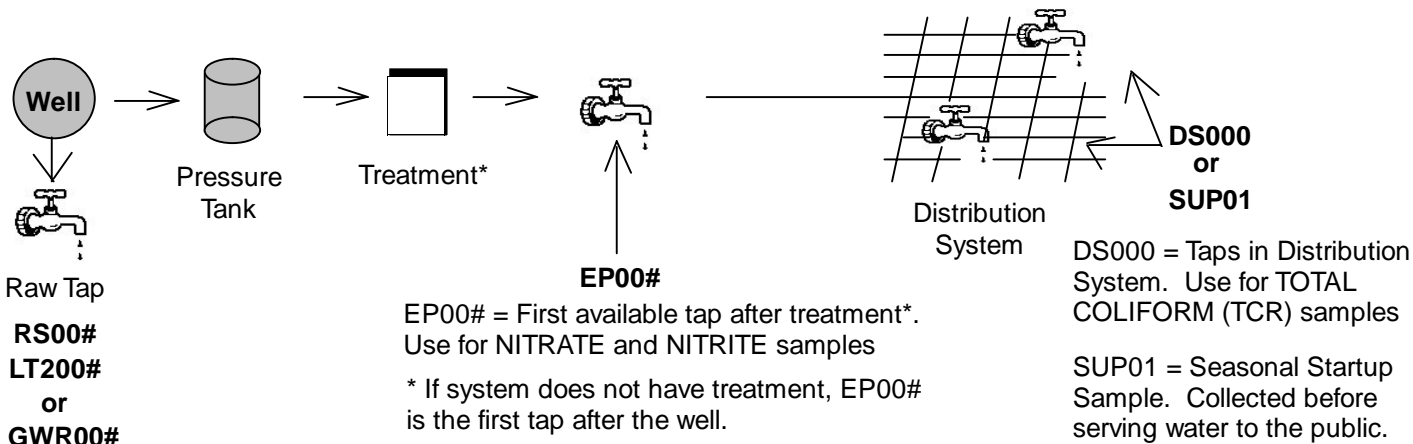 Well
Pressure
Tank
Treatment*
Raw Tap
RS00#
LT200#
or
GWR00#
EP00#
EP00# = First available tap after treatment*.
Use for NITRATE and NITRITE samples
* If system does not have treatment, EP00#
is the first tap after the well.
Distribution
System
DS000
or
SUP01
DS000 = Taps in Distribution
System. Use for TOTAL
COLIFORM (TCR) samples
SUP01 = Seasonal Startup
Sample. Collected before
serving water to the public.